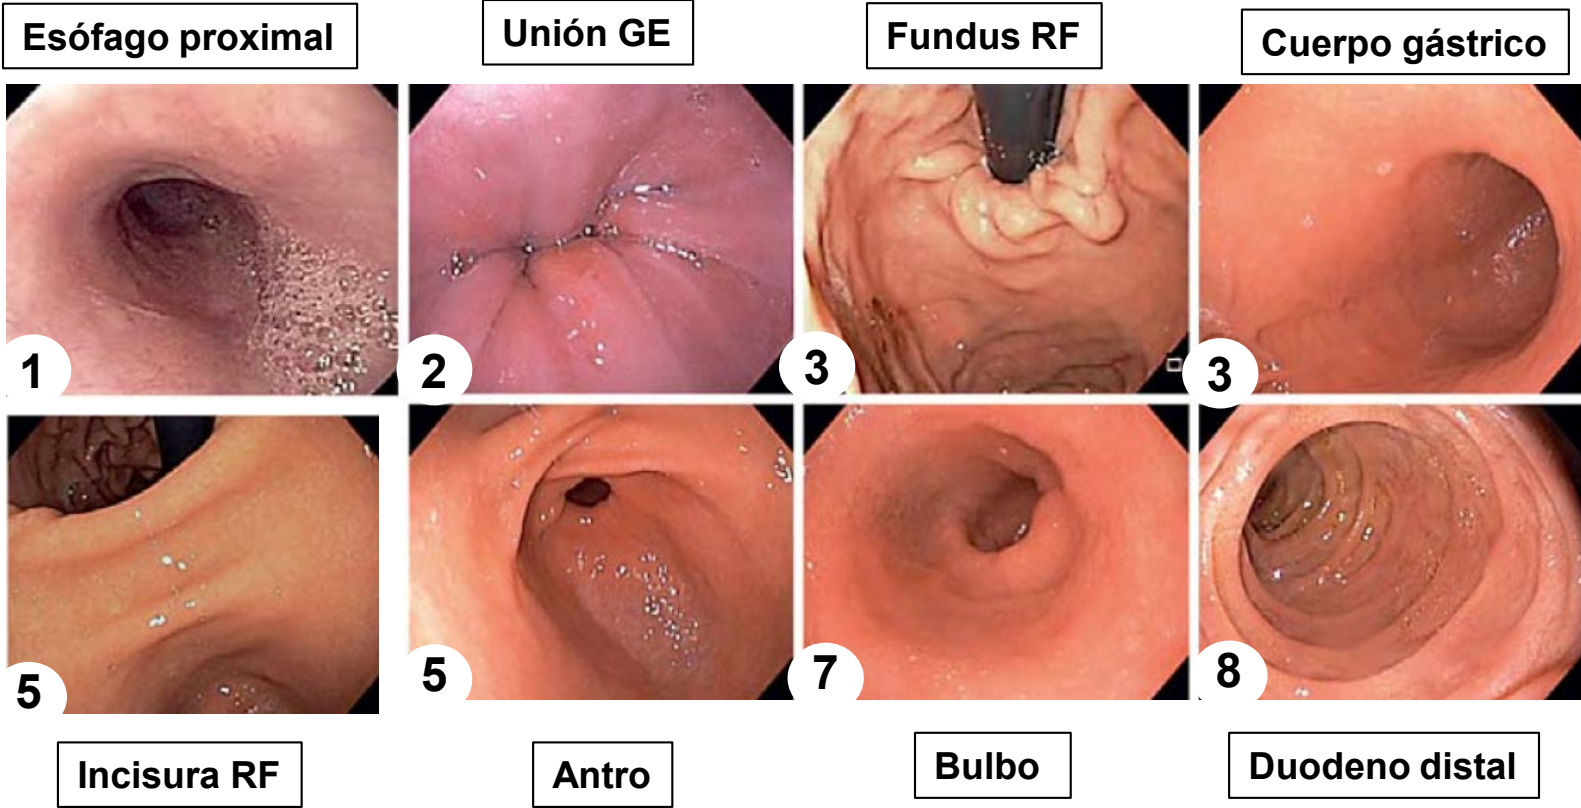 Esófago proximal
Unión GE
Fundus RF
Cuerpo gástrico
1
2
3
3
5
5
7
8
Incisura RF
Antro
Bulbo
Duodeno distal